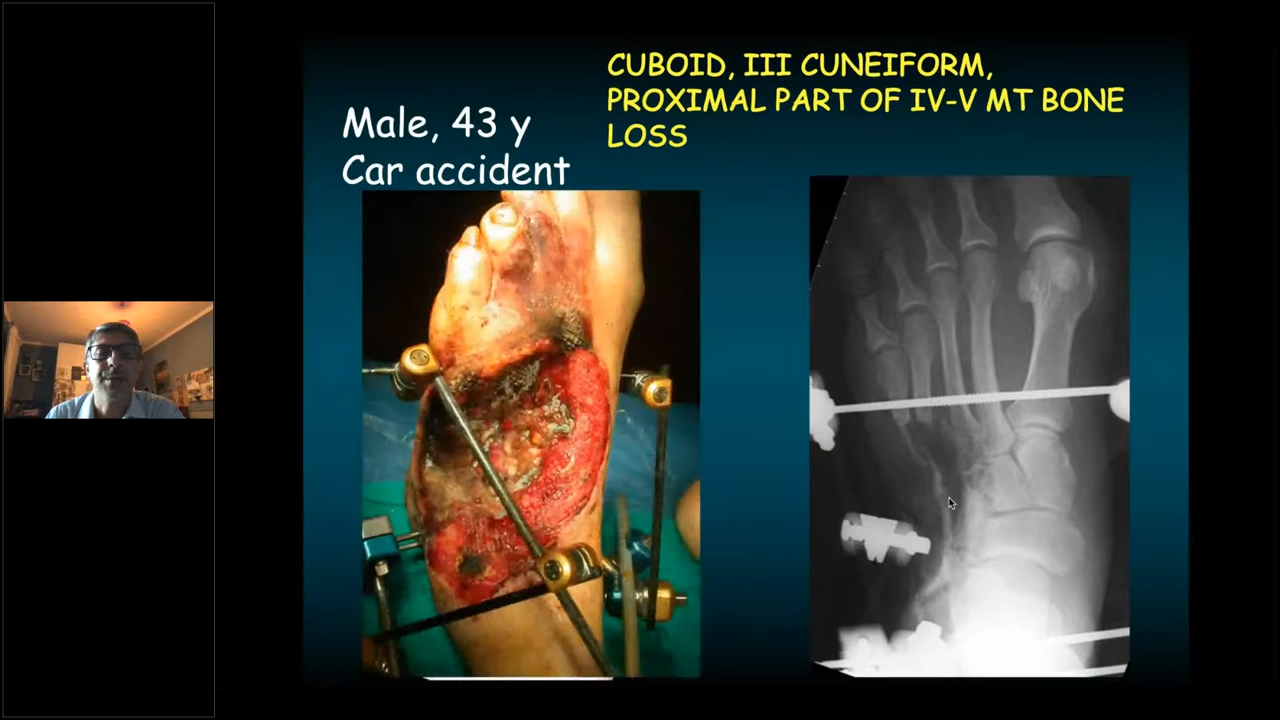 CUBOID, III CUNEIFORM,
PROXIMAL PART OF IV-V MT BONE
LOSS
Male, 43 y
Car accident